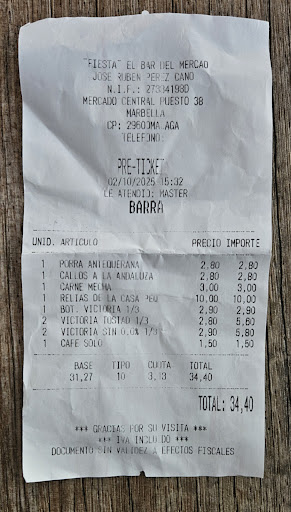 "FIESTA" EL BAR DEL MERCAO
JOSE RUBEN PEREZ CANO
N.I.F.: 27334198D
MERCADO CENTRAL PUESTO 38
MARBELLA
CP: 29600MALAGA
TELEFONO:
PRE-TICKET
02/10/2025 15:32
LE ATENDIO: MASTER
BARRA
UNID. ARTICULO PRECIO IMPORTE
1 PORRA ANTEQUERANA 2,80 2,80
1 CALLOS A LA ANDALUZA 2,80 2,80
1 CARNE MECHA 3,00 3,00
1 RELIAS DE LA CASA PEQ 10,00 10,00
1 BOT. VICTORIA 1/3 2,90 2,90
2 VICTORIA TOSTADO 1/3 2,80 5,60
2 VICTORIA SIN 0,0% 1/3 2,90 5,80
1 CAFE SOLO 1,50 1,50
BASE TIPO CUOTA TOTAL
31,27 10 3,13 34,40
TOTAL: 34,40
*** GRACIAS POR SU VISITA ***
*** IVA INCLUIDO ***
DOCUMENTO SIN VALIDEZ A EFECTOS FISCALES